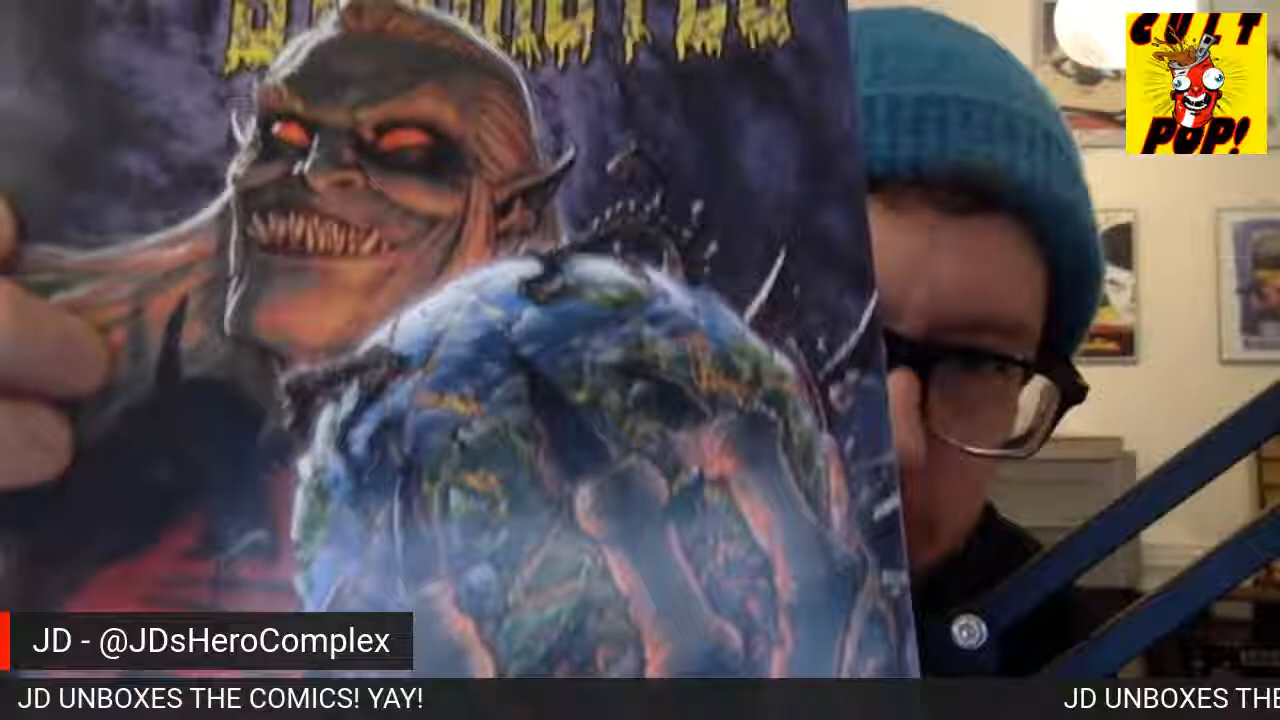 CULT
POP!
JD - @JDsHeroComplex
JD UNBOXES THE COMICS! YAY!
JD UNBOXES THE